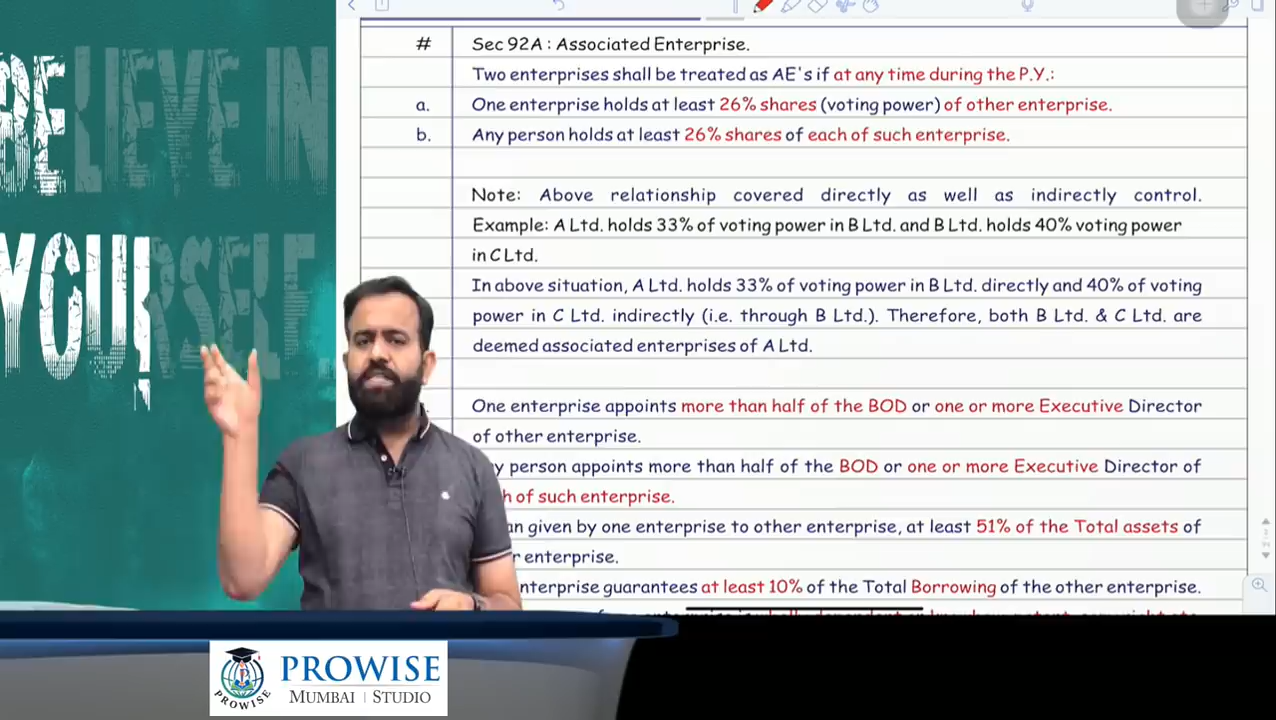 BELIEVE IN
YOURSELF
#
Sec 92A : Associated Enterprise.
Two enterprises shall be treated as AE's if at any time during the P.Y.:
a. One enterprise holds at least 26% shares (voting power) of other enterprise.
b. Any person holds at least 26% shares of each of such enterprise.
Note: Above relationship covered directly as well as indirectly control.
Example: A Ltd. holds 33% of voting power in B Ltd. and B Ltd. holds 40% voting power
in C Ltd.
In above situation, A Ltd. holds 33% of voting power in B Ltd. directly and 40% of voting
power in C Ltd. indirectly (i.e. through B Ltd.). Therefore, both B Ltd. & C Ltd. are
deemed associated enterprises of A Ltd.
One enterprise appoints more than half of the BOD or one or more Executive Director
of other enterprise.
person appoints more than half of the BOD or one or more Executive Director of
of such enterprise.
given by one enterprise to other enterprise, at least 51% of the Total assets of
enterprise.
guarantees at least 10% of the Total Borrowing of the other enterprise.
PROWISE
PROWISE
MUMBAI | STUDIO